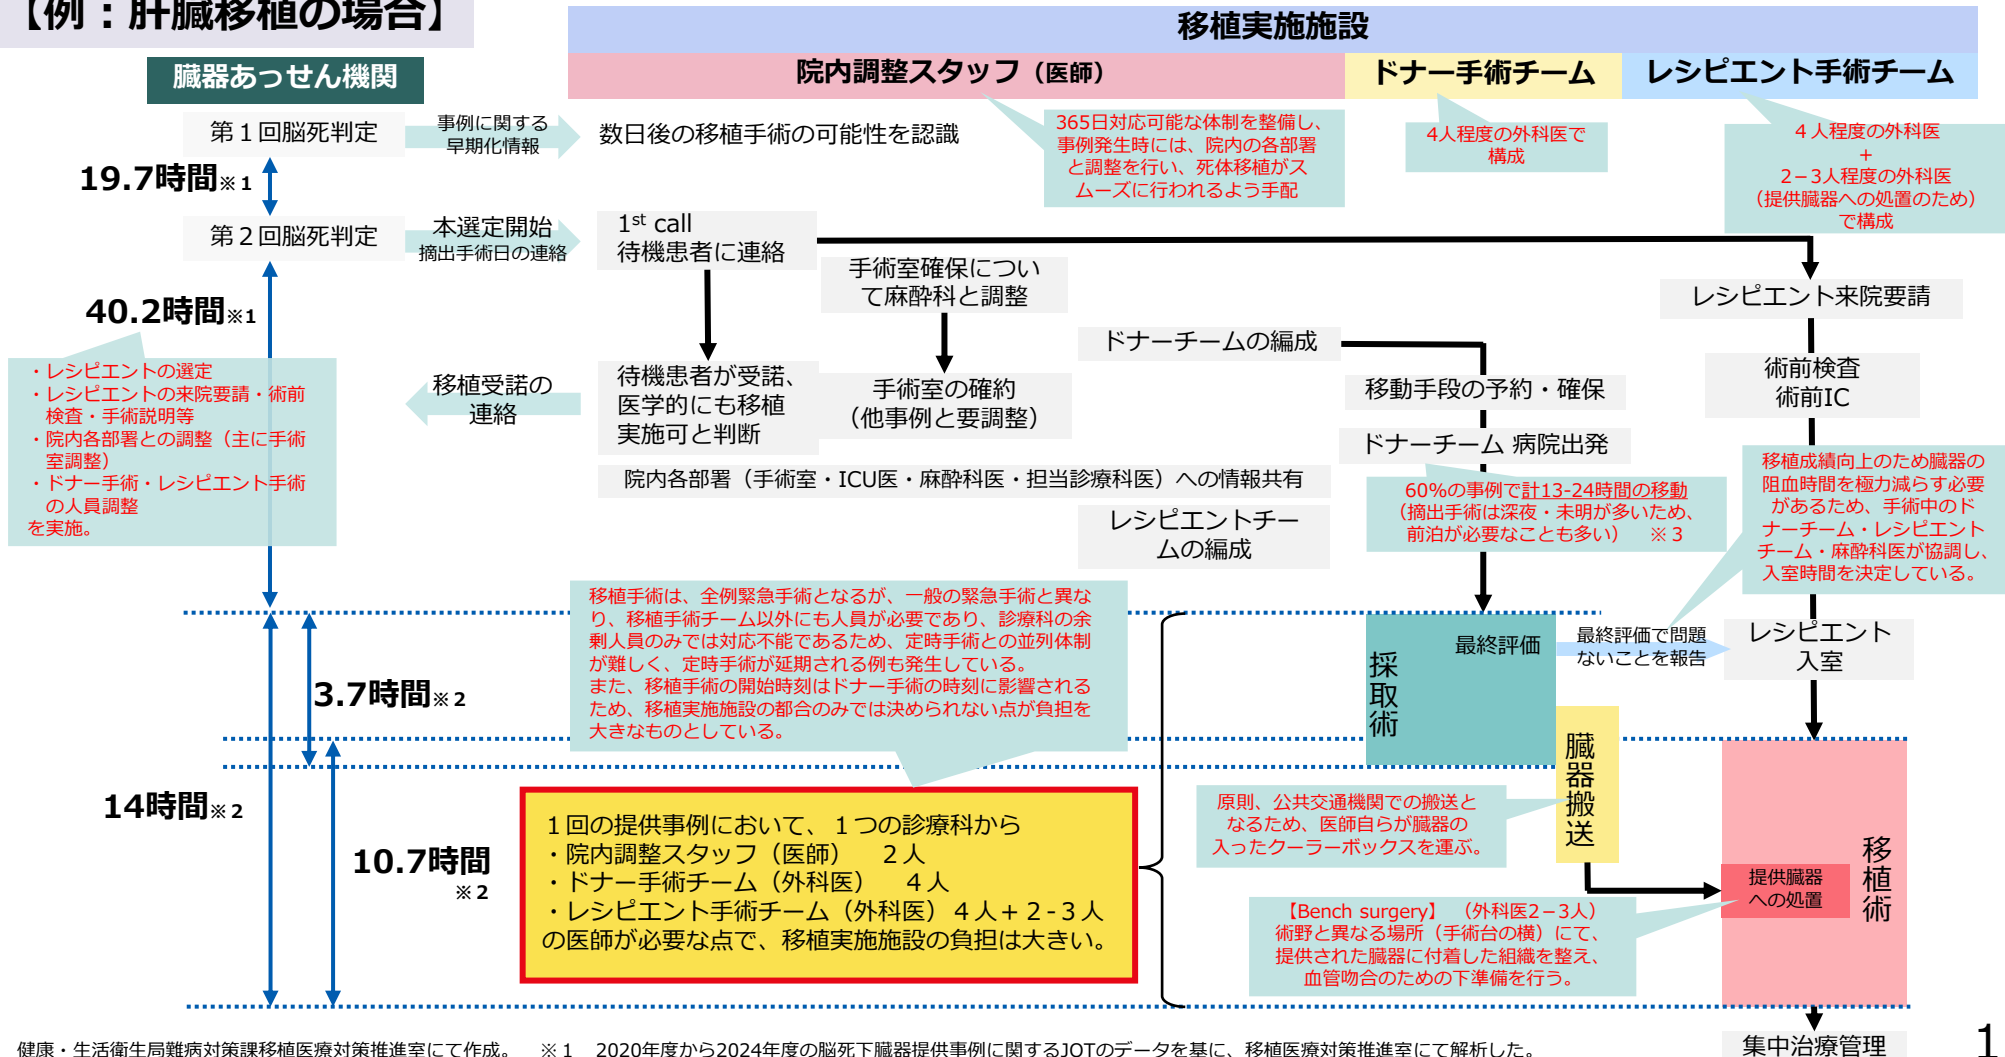 【例：肝臓移植の場合】
移植実施施設
臓器あっせん機関
院内調整スタッフ（医師）
ドナー手術チーム
レシピエント手術チーム
第１回脳死判定
事例に関する
早期化情報
数日後の移植手術の可能性を認識
365日対応可能な体制を整備し、
事例発生時には、院内の各部署
と調整を行い、死体移植がス
ムーズに行われるよう手配
4人程度の外科医で
構成
４人程度の外科医
+
2－3人程度の外科医
（提供臓器への処置のため）
で構成
19.7時間※１
第２回脳死判定
本選定開始
摘出手術日の連絡
1st call
待機患者に連絡
手術室確保につい
て麻酔科と調整
レシピエント来院要請
40.2時間※1
・レシピエントの選定
・レシピエントの来院要請・術前
検査・手術説明等
・院内各部署との調整（主に手術
室調整）
・ドナー手術・レシピエント手術
の人員調整
を実施。
移植受諾の
連絡
待機患者が受諾、
医学的にも移植
実施可と判断
手術室の確約
（他事例と要調整）
ドナーチームの編成
移動手段の予約・確保
術前検査
術前IC
ドナーチーム 病院出発
院内各部署（手術室・ICU医・麻酔科医・担当診療科医）への情報共有
60%の事例で計13-24時間の移動
（摘出手術は深夜・未明が多いため、
前泊が必要なことも多い）　※３
移植成績向上のため臓器の
阻血時間を極力減らす必要
があるため、手術中のド
ナーチーム・レシピエント
チーム・麻酔科医が協調し、
入室時間を決定している。
レシピエントチー
ムの編成
移植手術は、全例緊急手術となるが、一般の緊急手術と異な
り、移植手術チーム以外にも人員が必要であり、診療科の余
剰人員のみでは対応不能であるため、定時手術との並列体制
が難しく、定時手術が延期される例も発生している。
また、移植手術の開始時刻はドナー手術の時刻に影響される
ため、移植実施施設の都合のみでは決められない点が負担を
大きなものとしている。
採取術
最終評価
最終評価で問題
ないことを報告
レシピエント
入室
3.7時間※２
14時間※２
10.7時間
※２
臓器搬送
原則、公共交通機関での搬送と
なるため、医師自らが臓器の
入ったクーラーボックスを運ぶ。
１回の提供事例において、１つの診療科から
・院内調整スタッフ（医師）　２人
・ドナー手術チーム（外科医）　４人
・レシピエント手術チーム（外科医）４人＋２-３人
の医師が必要な点で、移植実施施設の負担は大きい。
提供臓器
への処置
移植術
【Bench surgery】（外科医2－3人）
術野と異なる場所（手術台の横）にて、
提供された臓器に付着した組織を整え、
血管吻合のための下準備を行う。
集中治療管理
1
健康・生活衛生局難病対策課移植医療対策推進室にて作成。　※１　2020年度から2024年度の脳死下臓器提供事例に関するJOTのデータを基に、移植医療対策推進室にて解析した。